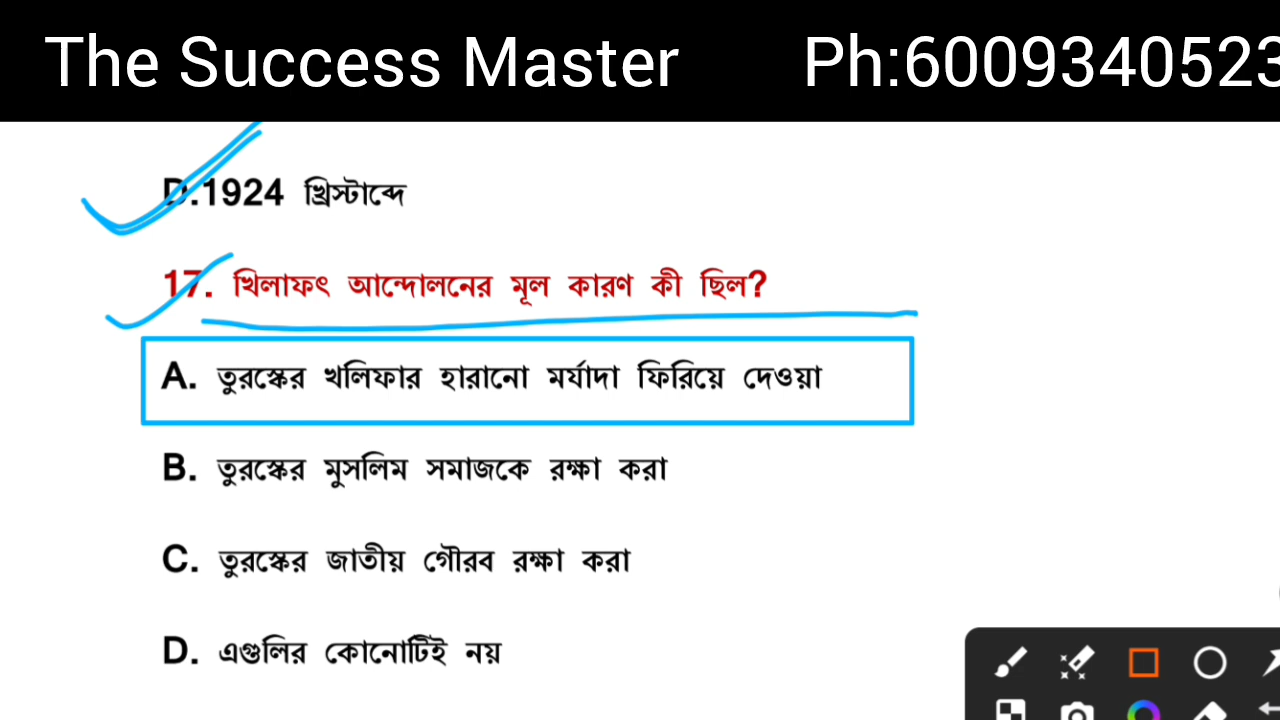 The Success Master Ph:6009340523
D.1924 খ্রিস্টাব্দে
17. খিলাফৎ আন্দোলনের মূল কারণ কী ছিল?
A. তুরস্কের খলিফার হারানো মর্যাদা ফিরিয়ে দেওয়া
B. তুরস্কের মুসলিম সমাজকে রক্ষা করা
C. তুরস্কের জাতীয় গৌরব রক্ষা করা
D. এগুলির কোনোটিই নয়